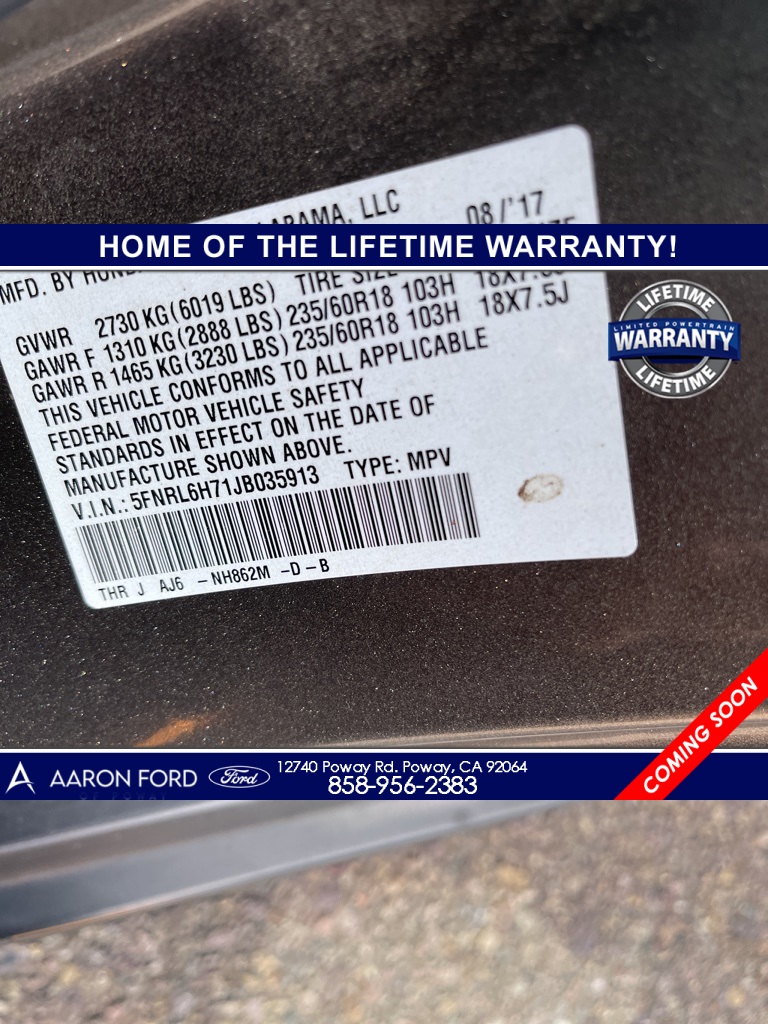 LABAMA, LLC
08/'17
HOME OF THE LIFETIME WARRANTY!
MFD. BY
TIRE SIZE
GVWR 2730 KG(6019 LBS)
GAWR F 1310 KG(2888 LBS) 235/60R18 103H
GAWR R 1465 KG(3230 LBS) 235/60R18 103H 18X7.5J
THIS VEHICLE CONFORMS TO ALL APPLICABLE
FEDERAL MOTOR VEHICLE SAFETY
STANDARDS IN EFFECT ON THE DATE OF
MANUFACTURE SHOWN ABOVE.
V.I.N.: 5FNRL6H71JB035913 TYPE: MPV
THR J AJ6 -NH862M -D-B
LIFETIME
LIMITED POWERTRAIN
WARRANTY
LIFETIME
COMING SOON
AARON FORD
OF POWAY
Ford
12740 Poway Rd. Poway, CA 92064
858-956-2383